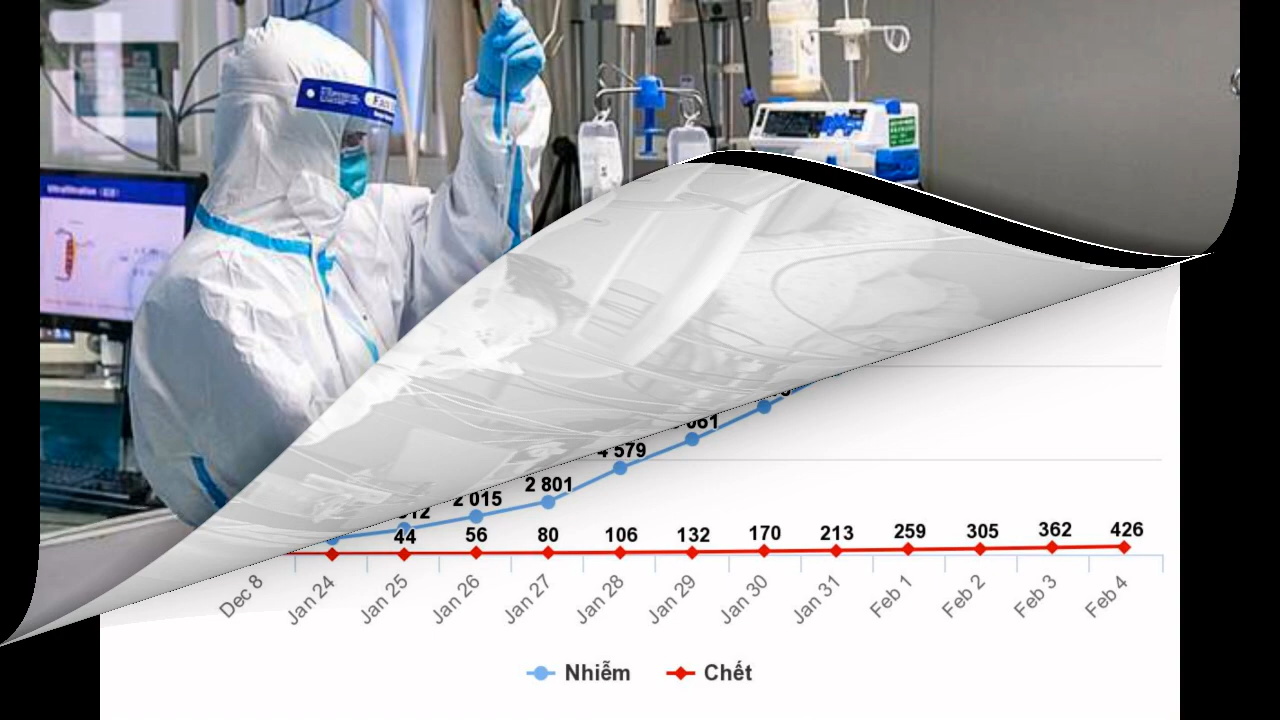 4 579
2 801
2 015
44 56 80 106 132 170 213 259 305 362 426
Dec 8 Jan 24 Jan 25 Jan 26 Jan 27 Jan 28 Jan 29 Jan 30 Jan 31 Feb 1 Feb 2 Feb 3 Feb 4
Nhiễm Chết